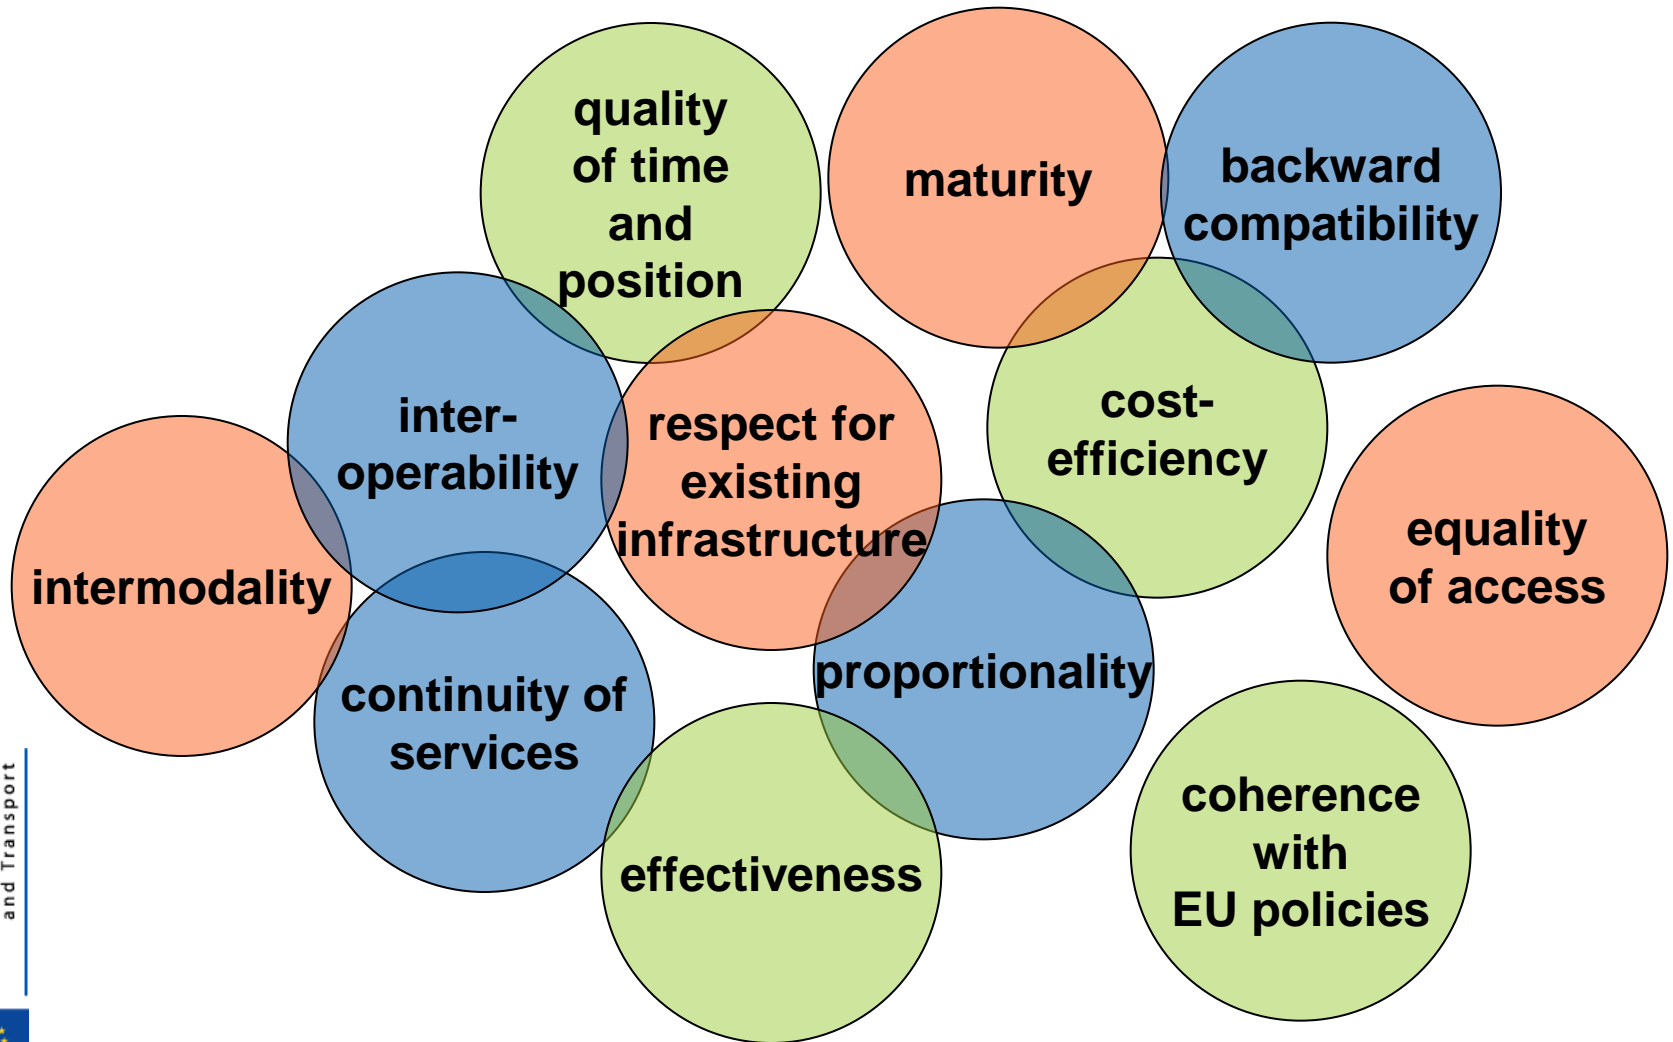 quality
of time
and
position
maturity
backward
compatibility
inter-
operability
respect for
existing
infrastructure
cost-
efficiency
equality
of access
intermodality
continuity of
services
proportionality
effectiveness
coherence
with
EU policies
and Transport